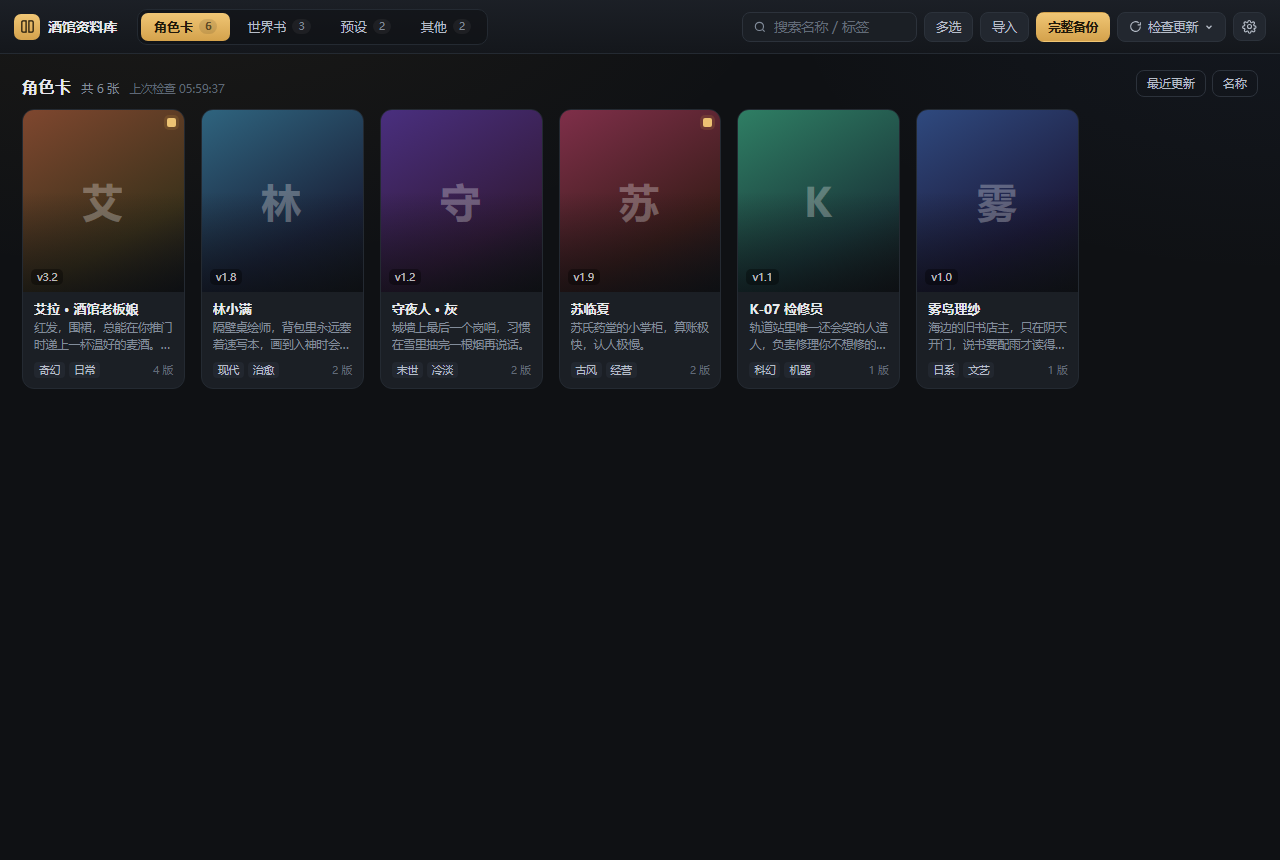 酒馆资料库
角色卡 6 世界书 3 预设 2 其他 2
搜索名称 / 标签 多选 导入 完整备份 检查更新
角色卡 共 6 张 上次检查 05:59:37
最近更新 名称
艾
v3.2
艾拉 • 酒馆老板娘
红发，围裙，总能在你推门
时递上一杯温好的麦酒。...
奇幻 日常 4 版
林
v1.8
林小满
隔壁桌绘师，背包里永远塞
着速写本，画到入神时会...
现代 治愈 2 版
守
v1.2
守夜人 • 灰
城墙上最后一个岗哨，习惯
在雪里抽完一根烟再说话。
末世 冷淡 2 版
苏
v1.9
苏临夏
苏氏药堂的小掌柜，算账极
快，认人极慢。
古风 经营 2 版
K
v1.1
K-07 检修员
轨道站里唯一还会笑的人造
人，负责修理你不想修的...
科幻 机器 1 版
雾
v1.0
雾岛理纱
海边的旧书店主，只在阴天
开门，说书要配雨才读得...
日系 文艺 1 版